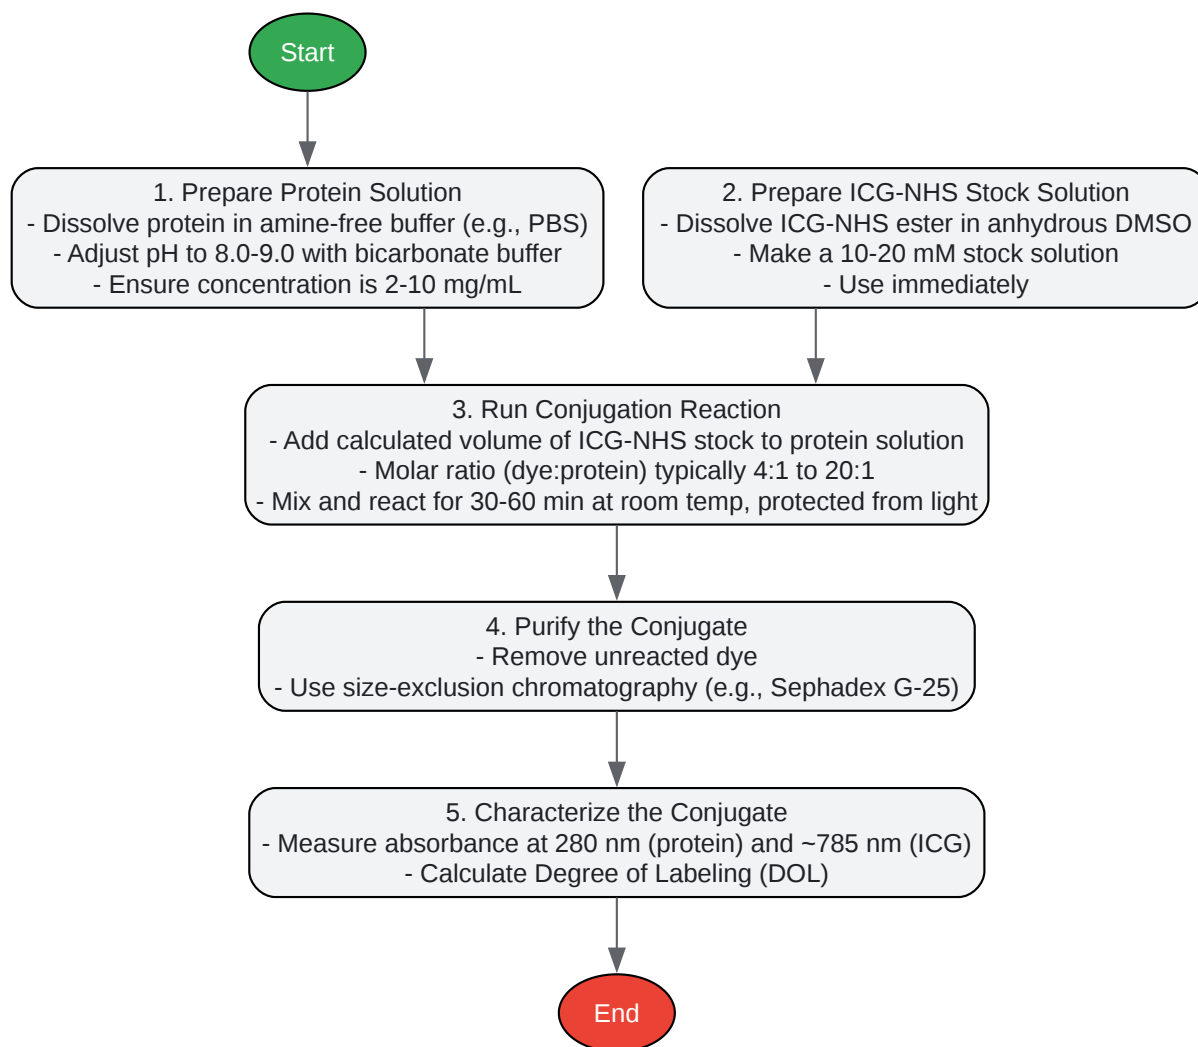 Start
1. Prepare Protein Solution
- Dissolve protein in amine-free buffer (e.g., PBS)
- Adjust pH to 8.0-9.0 with bicarbonate buffer
- Ensure concentration is 2-10 mg/mL
2. Prepare ICG-NHS Stock Solution
- Dissolve ICG-NHS ester in anhydrous DMSO
- Make a 10-20 mM stock solution
- Use immediately
3. Run Conjugation Reaction
- Add calculated volume of ICG-NHS stock to protein solution
- Molar ratio (dye:protein) typically 4:1 to 20:1
- Mix and react for 30-60 min at room temp, protected from light
4. Purify the Conjugate
- Remove unreacted dye
- Use size-exclusion chromatography (e.g., Sephadex G-25)
5. Characterize the Conjugate
- Measure absorbance at 280 nm (protein) and ~785 nm (ICG)
- Calculate Degree of Labeling (DOL)
End